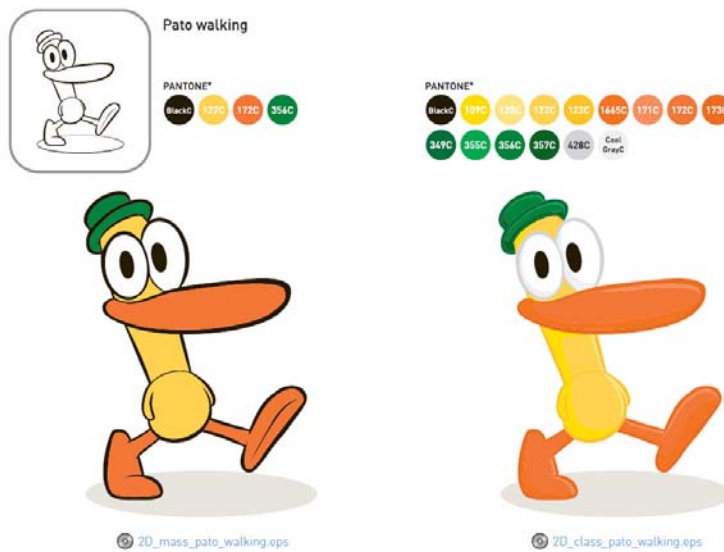 Pato walking
PANTONE*
BlackC 122C 172C 356C
PANTONE*
BlackC 109C 122C 123C 1665C 171C 172C 173C
349C 355C 356C 357C 428C Cool GrayC
2D_mass_pato_walking.eps
2D_class_pato_walking.eps